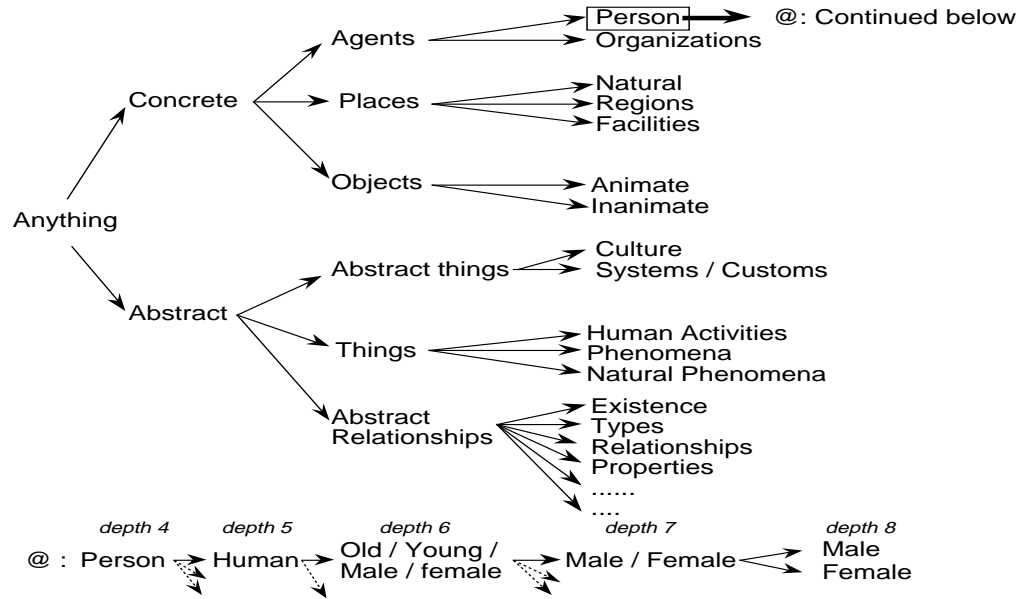 Person @: Continued below
Agents
Organizations
Concrete
Places
Natural
Regions
Facilities
Objects
Animate
Inanimate
Anything
Abstract things
Culture
Systems / Customs
Abstract
Things
Human Activities
Phenomena
Natural Phenomena
Abstract
Relationships
Existence
Types
Relationships
Properties
......
....
depth 4 depth 5 depth 6 depth 7 depth 8
@ : Person Human Old / Young / Male / Female Male
Male / female Female